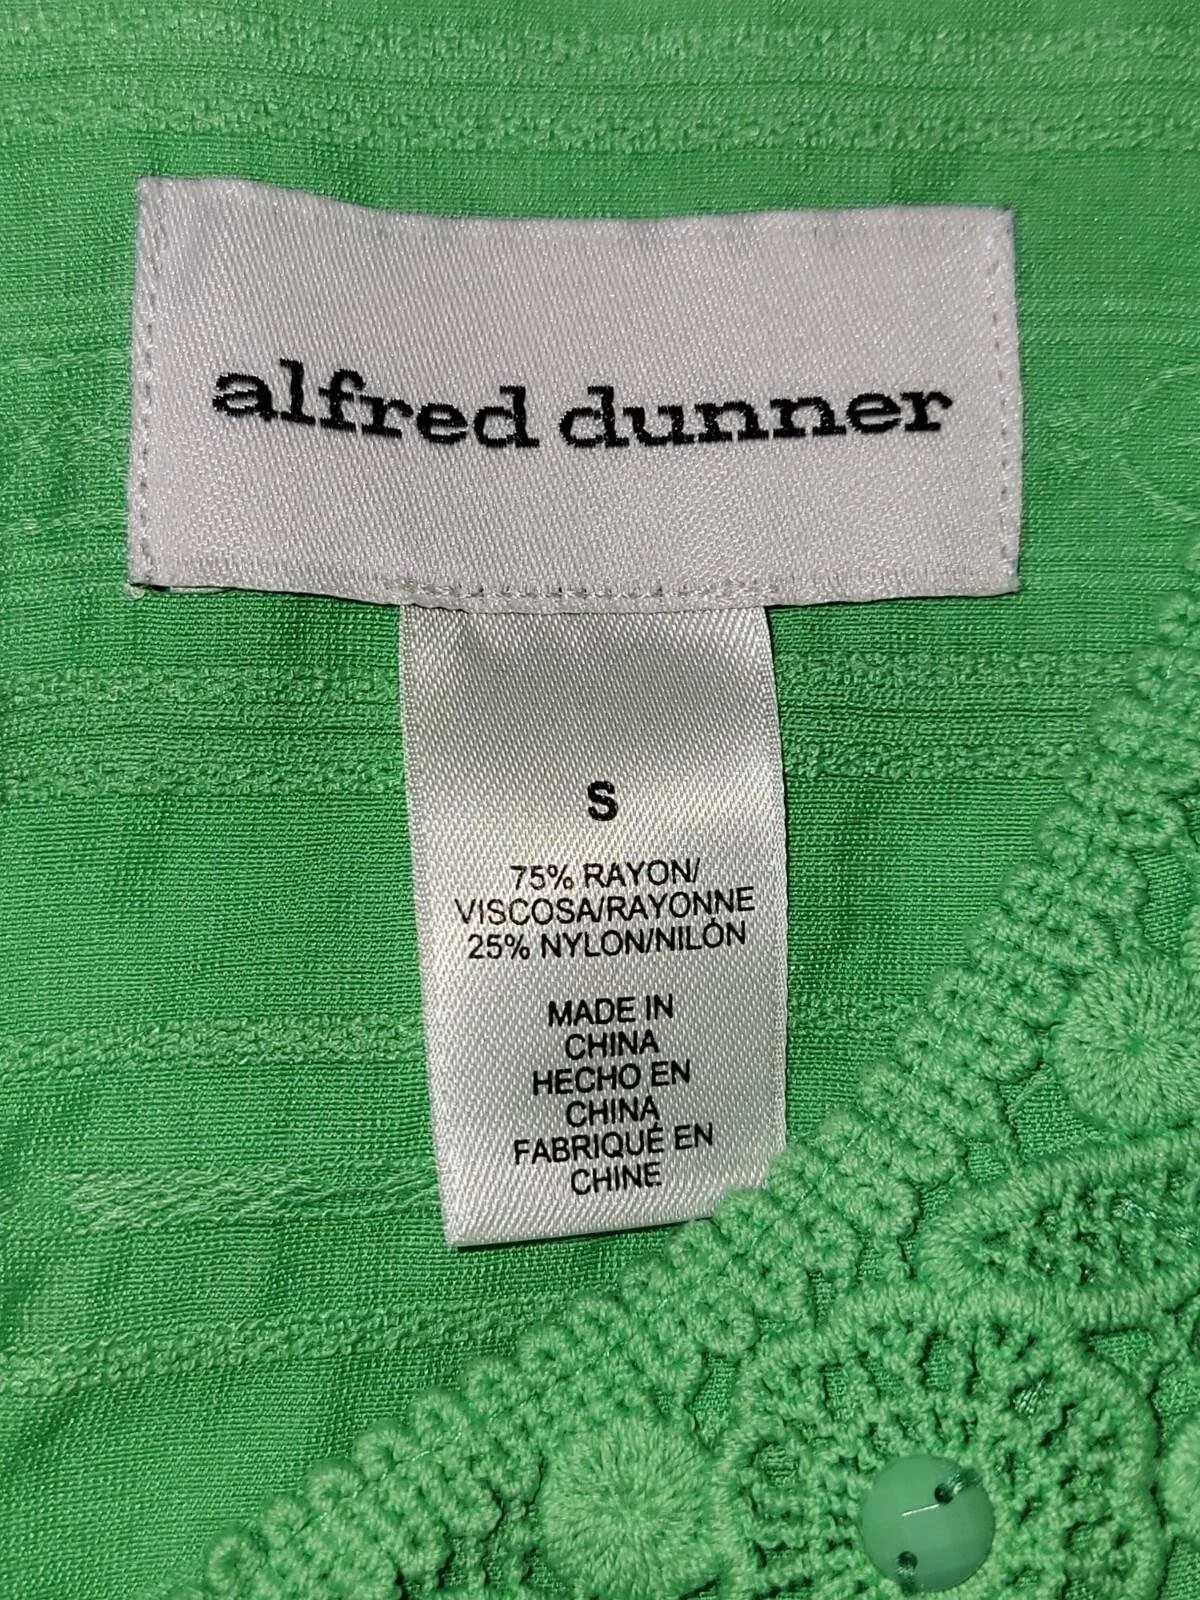 alfred dunner
S
75% RAYON/
VISCOSA/RAYONNE
25% NYLON/NILÓN
MADE IN
CHINA
HECHO EN
CHINA
FABRIQUÉ EN
CHINE